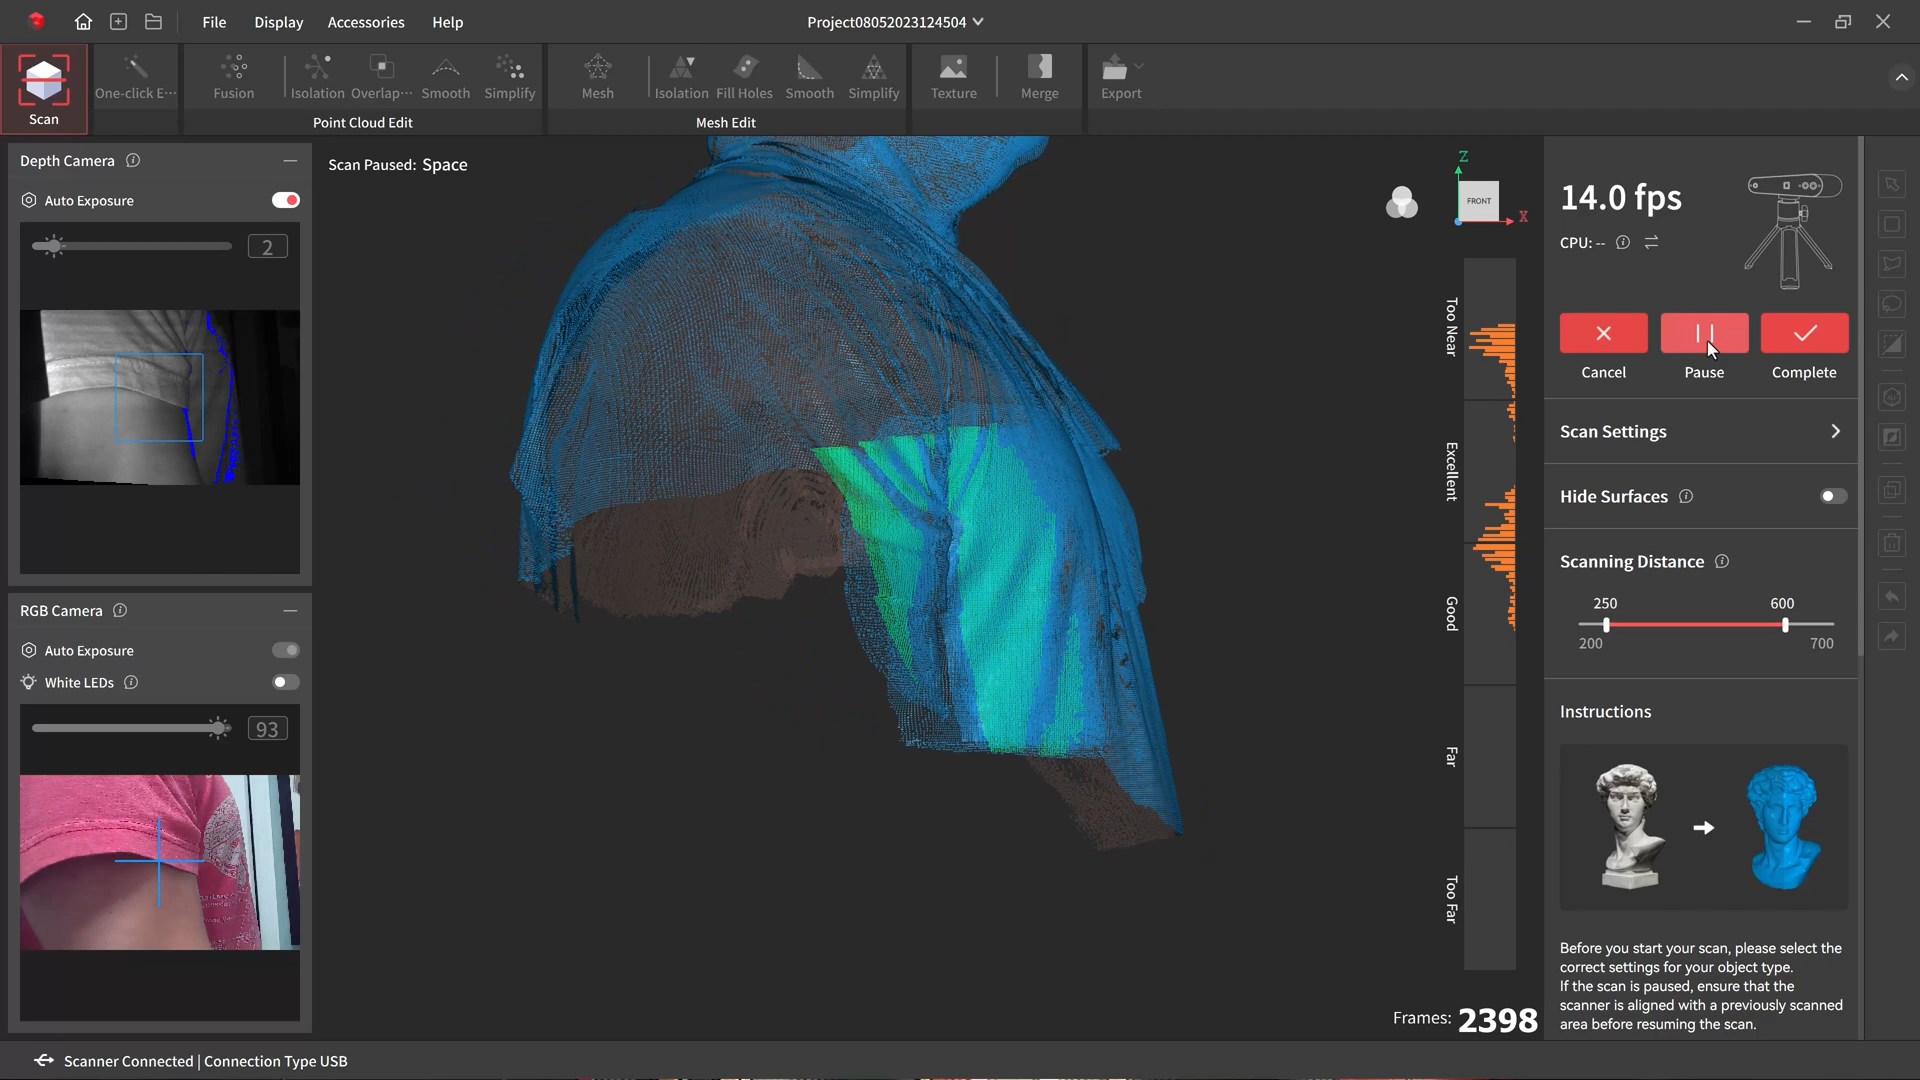 File Display Accessories Help
Project08052023124504
Scan
One-click E···
Fusion
Isolation
Overlap···
Smooth
Simplify
Point Cloud Edit
Mesh
Isolation
Fill Holes
Smooth
Simplify
Mesh Edit
Texture
Merge
Export
Depth Camera
Auto Exposure
2
RGB Camera
Auto Exposure
White LEDs
93
Scan Paused: Space
Z
FRONT
X
Too Near
Excellent
Good
Far
Too Far
Frames: 2398
14.0 fps
CPU: --
Cancel
Pause
Complete
Scan Settings
Hide Surfaces
Scanning Distance
250 600
200 700
Instructions
Before you start your scan, please select the
correct settings for your object type.
If the scan is paused, ensure that the
scanner is aligned with a previously scanned
area before resuming the scan.
Scanner Connected | Connection Type USB